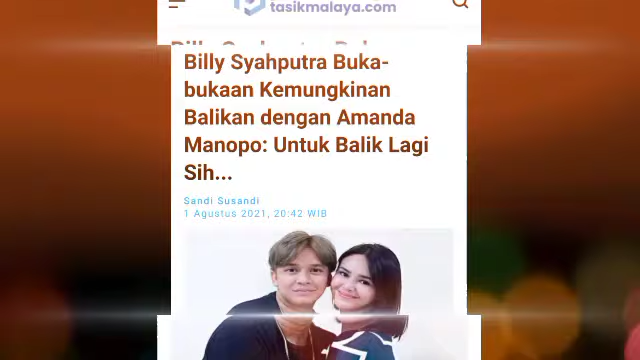 tasikmalaya.com
Billy Syahputra Buka-
bukaan Kemungkinan
Balikan dengan Amanda
Manopo: Untuk Balik Lagi
Sih...
Sandi Susandi
1 Agustus 2021, 20:42 WIB